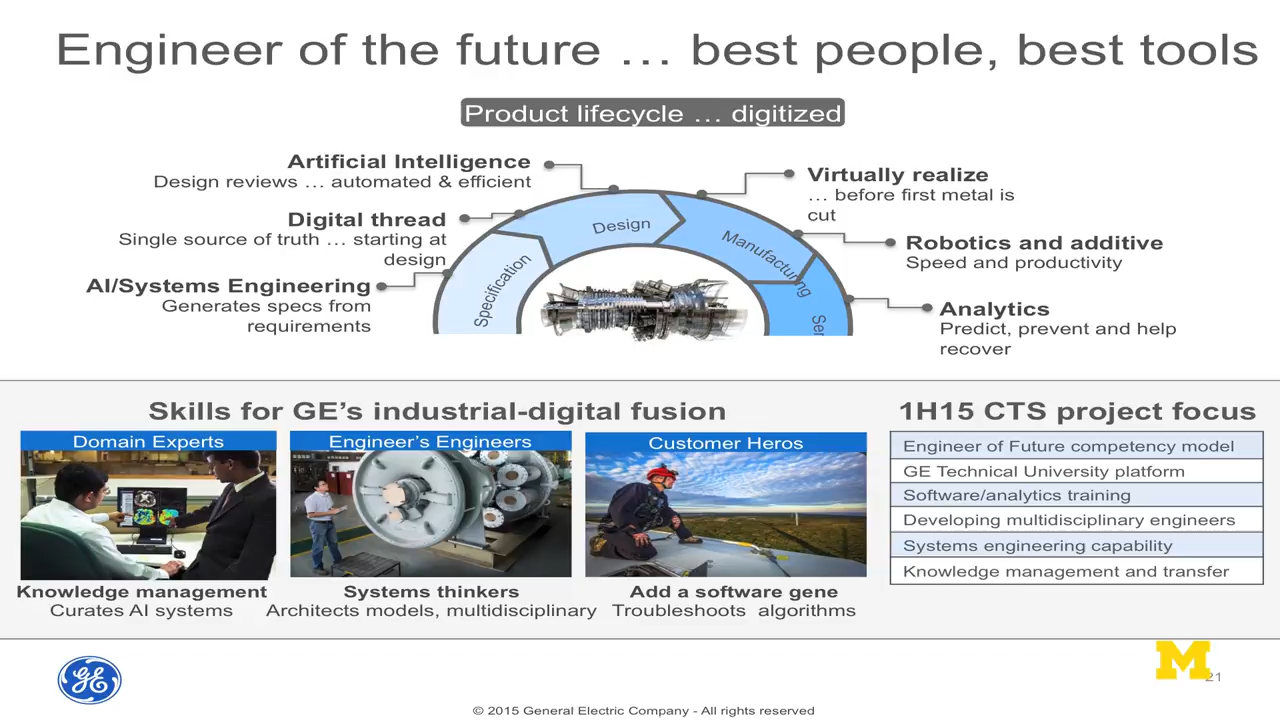 Engineer of the future … best people, best tools
Product lifecycle … digitized
Artificial Intelligence
Design reviews … automated & efficient
Digital thread
Single source of truth … starting at
design
AI/Systems Engineering
Generates specs from
requirements
Specification
Design
Manufacturing
Ser
Virtually realize
… before first metal is
cut
Robotics and additive
Speed and productivity
Analytics
Predict, prevent and help
recover
Skills for GE’s industrial-digital fusion
Domain Experts
Knowledge management
Curates AI systems
Engineer’s Engineers
Systems thinkers
Architects models, multidisciplinary
Customer Heros
Add a software gene
Troubleshoots algorithms
1H15 CTS project focus
Engineer of Future competency model
GE Technical University platform
Software/analytics training
Developing multidisciplinary engineers
Systems engineering capability
Knowledge management and transfer
GE
M
21
© 2015 General Electric Company - All rights reserved